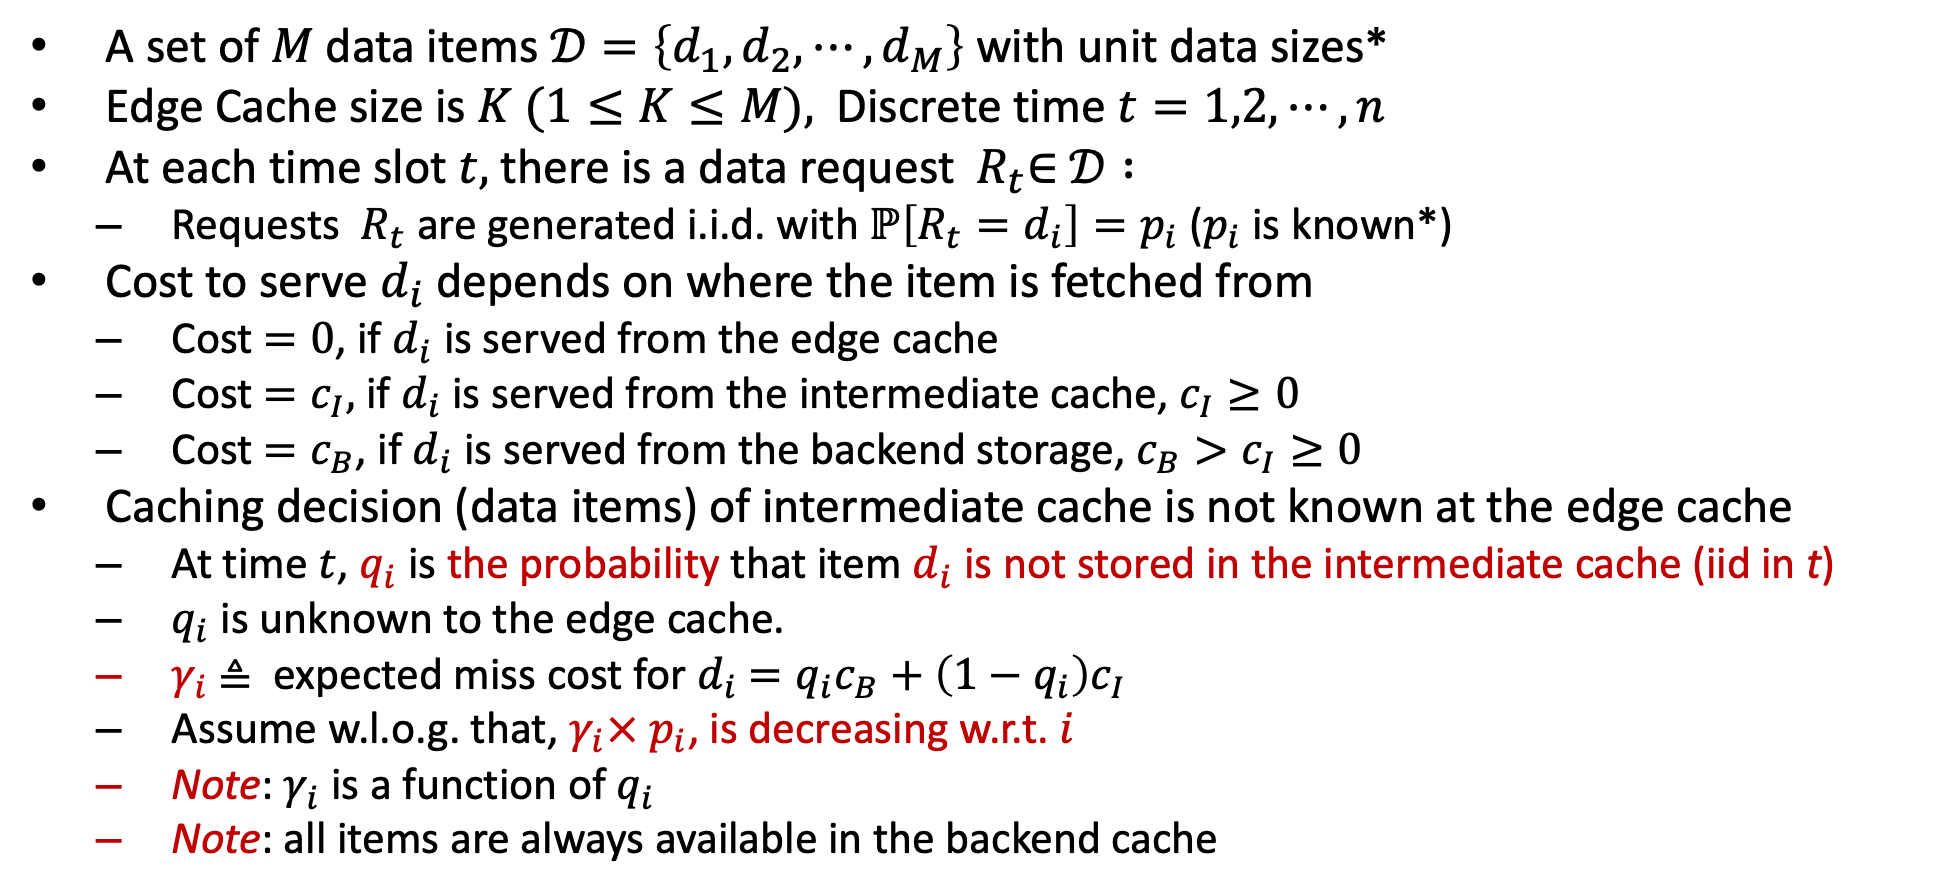 • A set of M data items 𝒟 = {d₁, d₂, ⋯ , d_M} with unit data sizes*
• Edge Cache size is K (1 ≤ K ≤ M), Discrete time t = 1,2, ⋯ , n
• At each time slot t, there is a data request R_t ∈ 𝒟 :
– Requests R_t are generated i.i.d. with ℙ[R_t = d_i] = p_i (p_i is known*)
• Cost to serve d_i depends on where the item is fetched from
– Cost = 0, if d_i is served from the edge cache
– Cost = c_I, if d_i is served from the intermediate cache, c_I ≥ 0
– Cost = c_B, if d_i is served from the backend storage, c_B > c_I ≥ 0
• Caching decision (data items) of intermediate cache is not known at the edge cache
– At time t, q_i is the probability that item d_i is not stored in the intermediate cache (iid in t)
– q_i is unknown to the edge cache.
– γ_i ≜ expected miss cost for d_i = q_i c_B + (1 − q_i)c_I
– Assume w.l.o.g. that, γ_i × p_i, is decreasing w.r.t. i
– Note: γ_i is a function of q_i
– Note: all items are always available in the backend cache